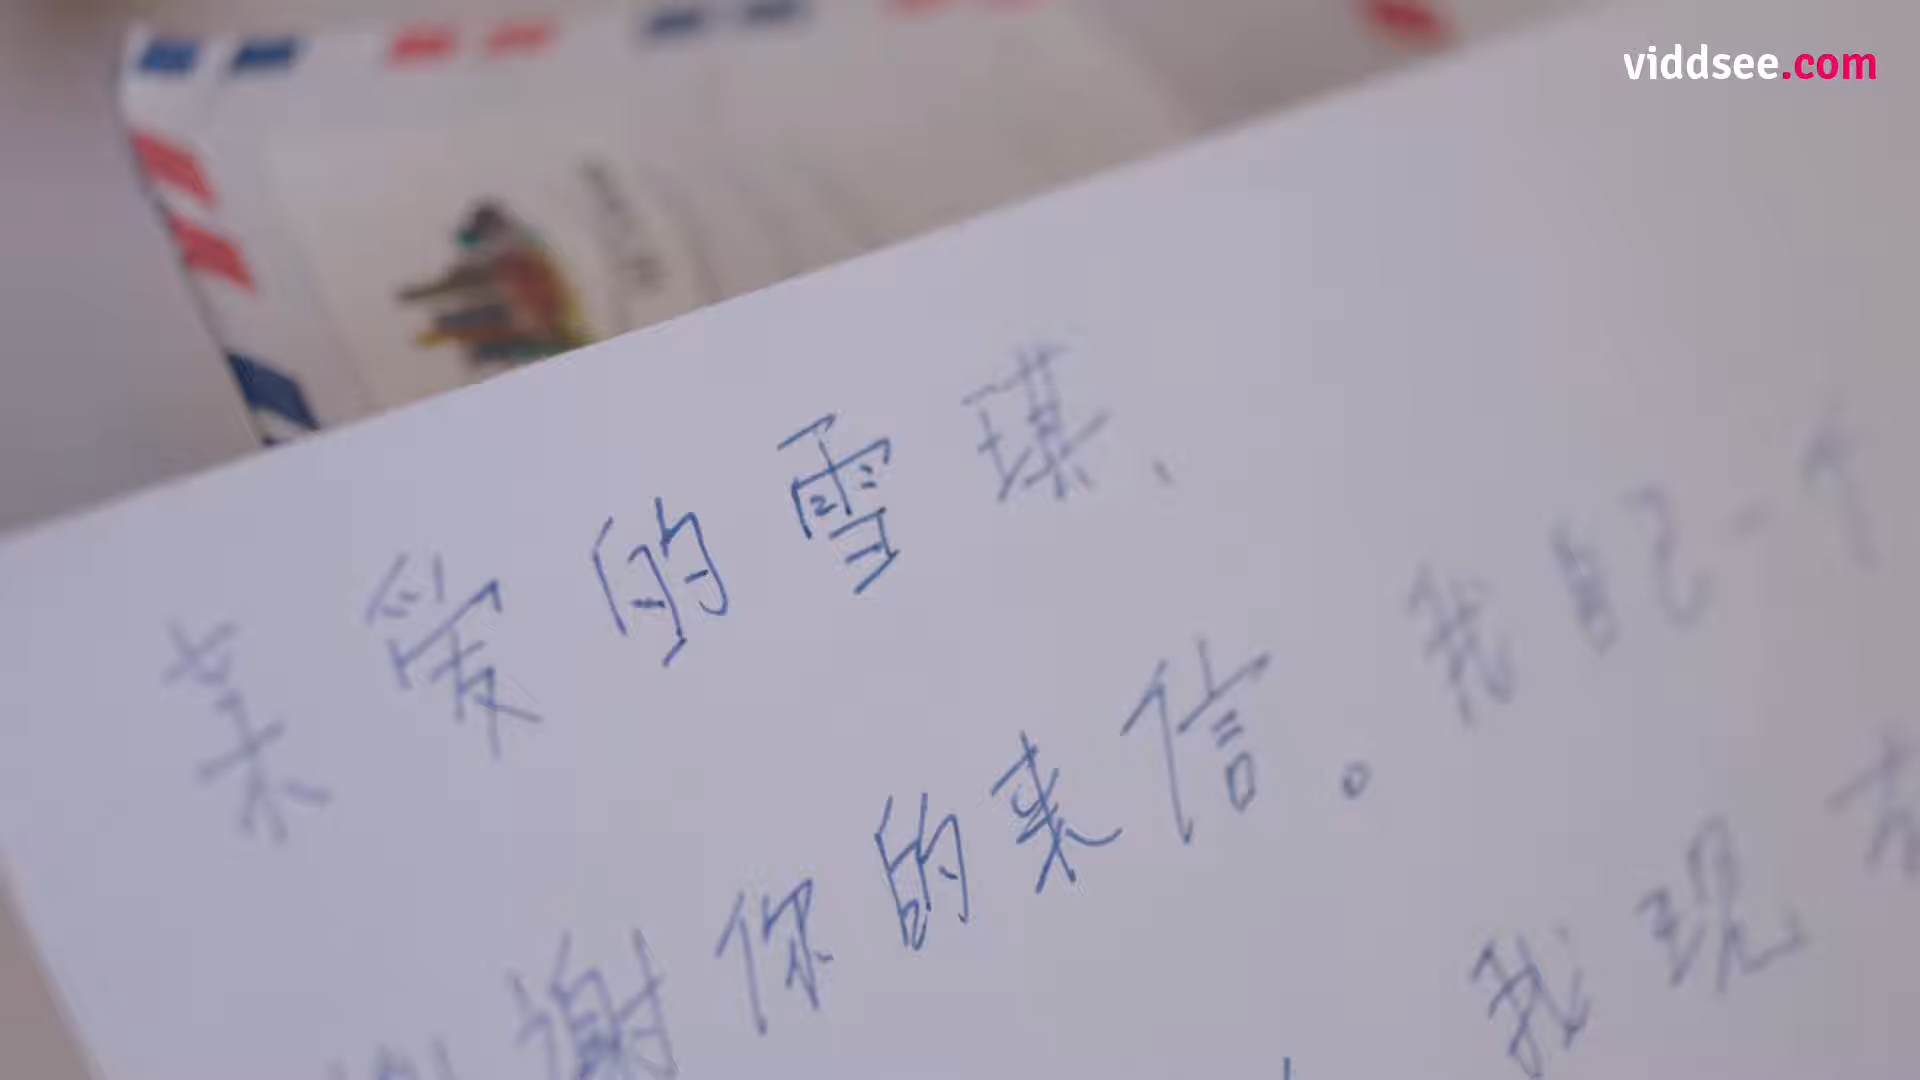 viddsee.com
亲爱的雪琪、
谢谢你的来信。我自己一个
我现在